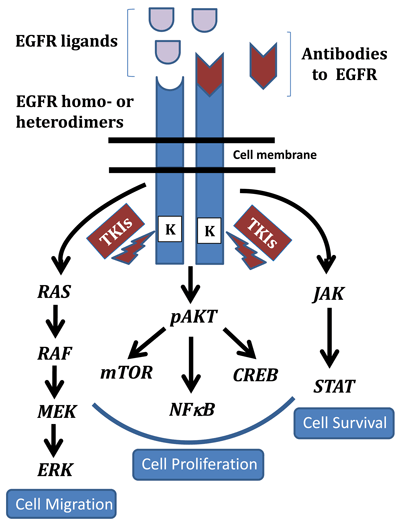 EGFR ligands
Antibodies
to EGFR
EGFR homo- or
heterodimers
Cell membrane
TKIs
K
K
TKIs
RAS
pAKT
JAK
RAF
mTOR
CREB
STAT
MEK
NFκB
Cell Survival
ERK
Cell Proliferation
Cell Migration